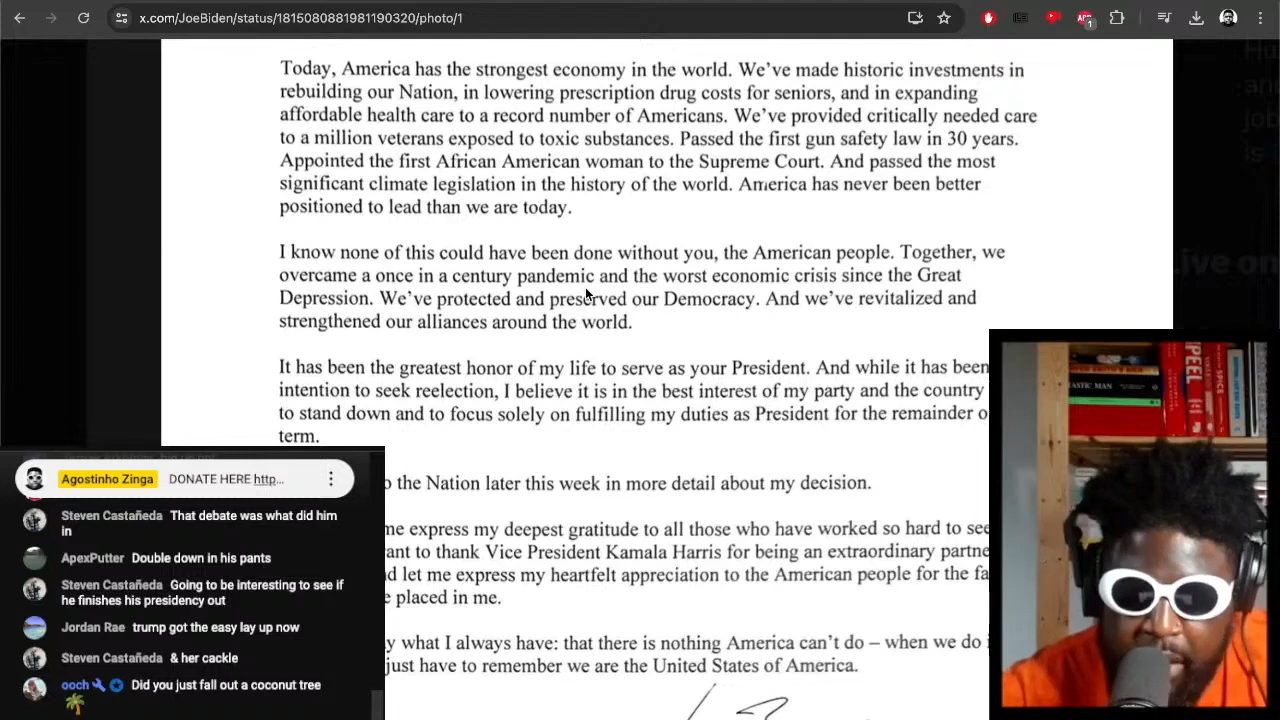 x.com/JoeBiden/status/1815080881981190320/photo/1
Today, America has the strongest economy in the world. We've made historic investments in
rebuilding our Nation, in lowering prescription drug costs for seniors, and in expanding
affordable health care to a record number of Americans. We've provided critically needed care
to a million veterans exposed to toxic substances. Passed the first gun safety law in 30 years.
Appointed the first African American woman to the Supreme Court. And passed the most
significant climate legislation in the history of the world. America has never been better
positioned to lead than we are today.
I know none of this could have been done without you, the American people. Together, we
overcame a once in a century pandemic and the worst economic crisis since the Great
Depression. We've protected and preserved our Democracy. And we've revitalized and
strengthened our alliances around the world.
It has been the greatest honor of my life to serve as your President. And while it has been
intention to seek reelection, I believe it is in the best interest of my party and the country
to stand down and to focus solely on fulfilling my duties as President for the remainder o
term.
o the Nation later this week in more detail about my decision.
me express my deepest gratitude to all those who have worked so hard to see
ant to thank Vice President Kamala Harris for being an extraordinary partne
d let me express my heartfelt appreciation to the American people for the fa
e placed in me.
y what I always have: that there is nothing America can't do – when we do i
just have to remember we are the United States of America.
Agostinho Zinga DONATE HERE http...
Steven Castañeda That debate was what did him
in
ApexPutter Double down in his pants
Steven Castañeda Going to be interesting to see if
he finishes his presidency out
Jordan Rae trump got the easy lay up now
Steven Castañeda & her cackle
ooch Did you just fall out a coconut tree
ASTIC MAN
ive on